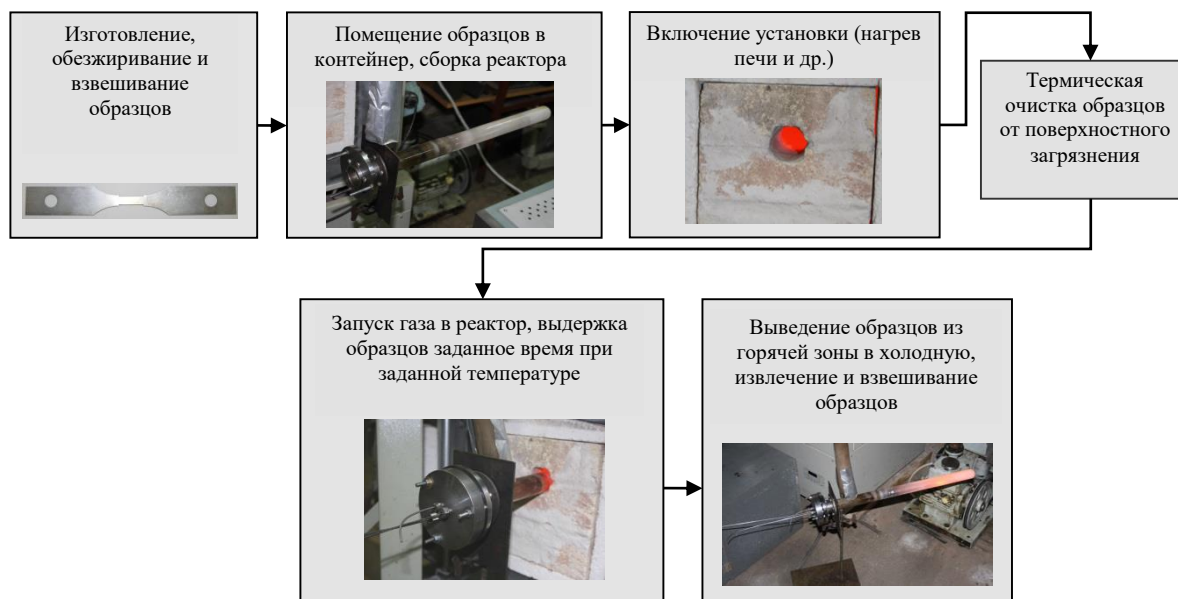 Изготовление,
обезжиривание и
взвешивание
образцов
Помещение образцов в
контейнер, сборка реактора
Включение установки (нагрев
печи и др.)
Термическая
очистка образцов
от поверхностного
загрязнения
Запуск газа в реактор, выдержка
образцов заданное время при
заданной температуре
Выведение образцов из
горячей зоны в холодную,
извлечение и взвешивание
образцов